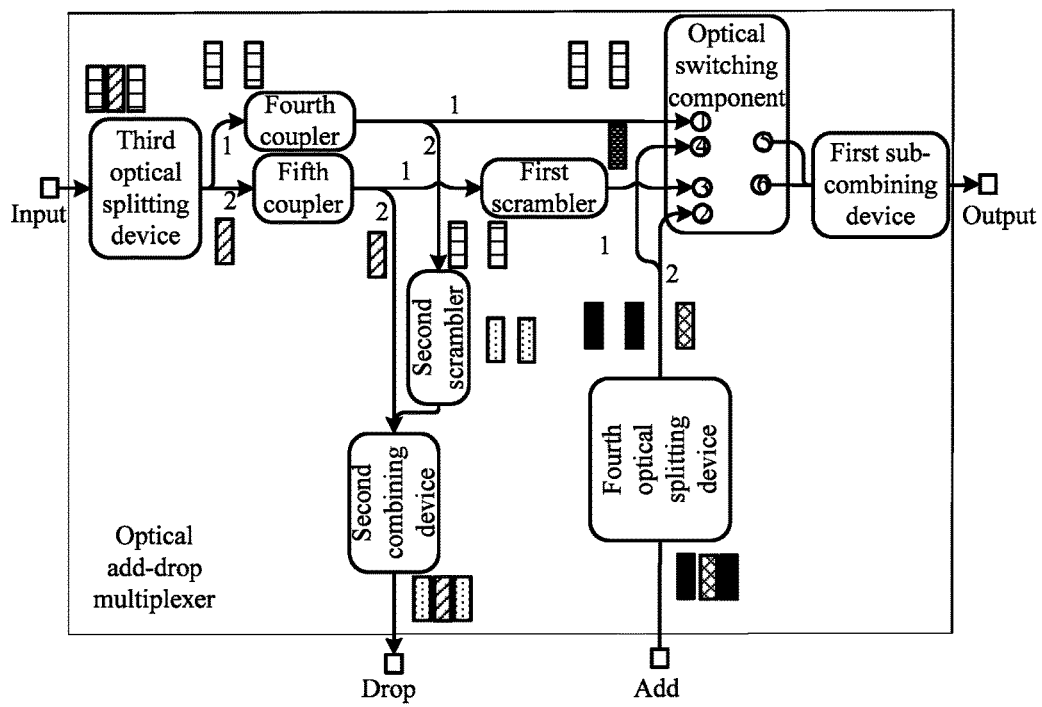 Optical
switching
component
Fourth
coupler
1
2
1
4
5
Third
optical
splitting
device
1
2
Fifth
coupler
1
2
First
scrambler
3
6
2
First sub-
combining
device
Input
Output
Second
scrambler
1
2
Second
combining
device
Fourth
optical
splitting
device
Optical
add-drop
multiplexer
Drop
Add